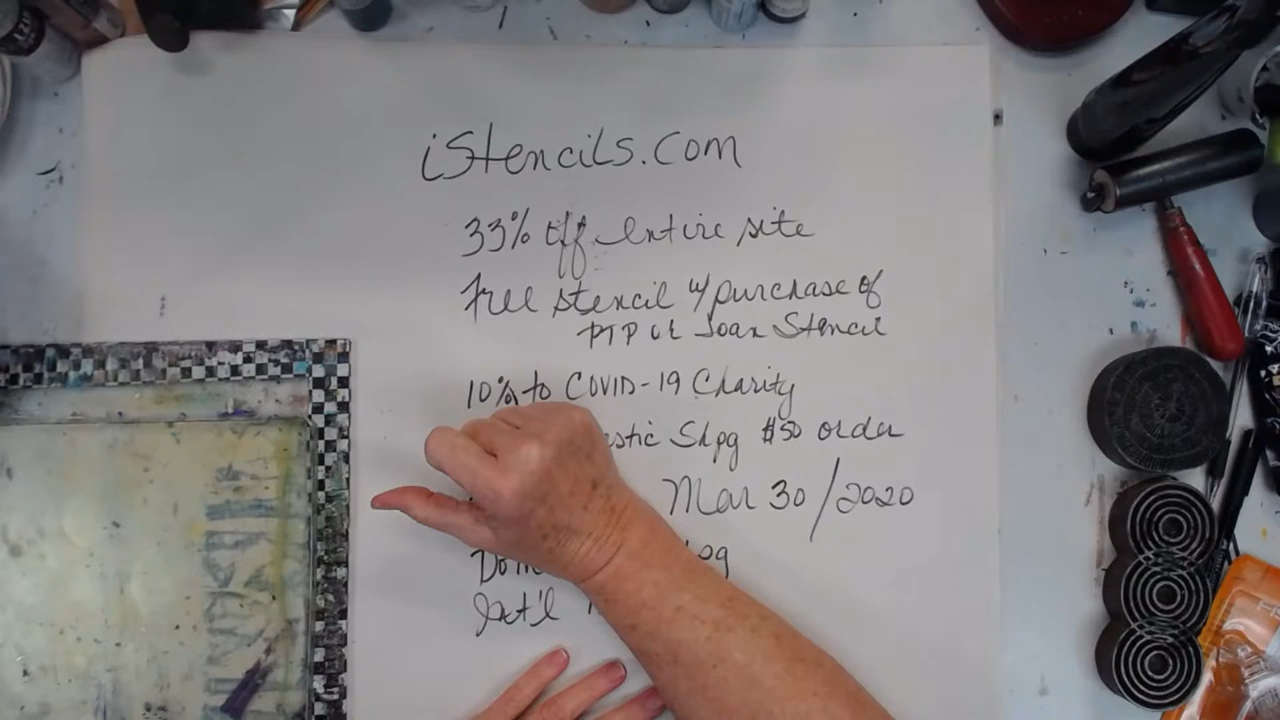 iStencils.com
33% off entire site
Free stencil w/purchase of
PTP or Joan Stencil
10% to COVID-19 Charity
Shpg $50 order
Mar 30/2020
Int'l